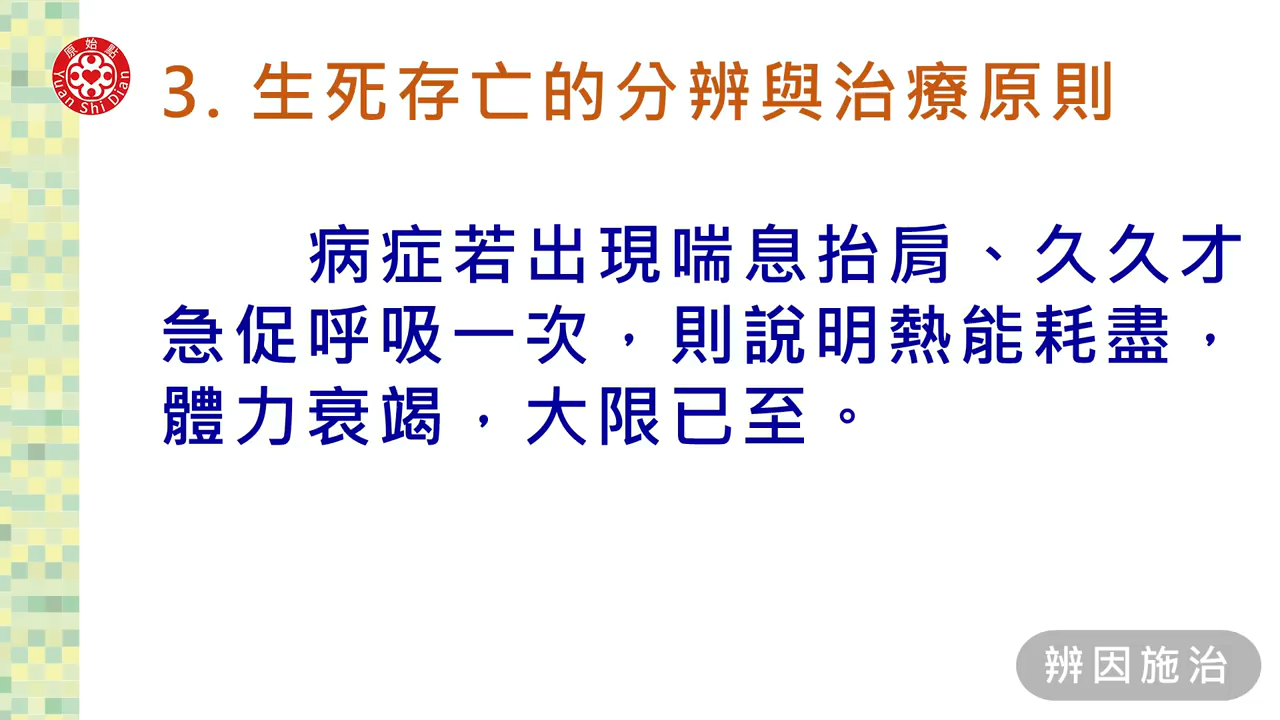 原始點
Yuan Shi Dian
3. 生死存亡的分辨與治療原則
病症若出現喘息抬肩、久久才
急促呼吸一次，則說明熱能耗盡，
體力衰竭，大限已至。
辨因施治